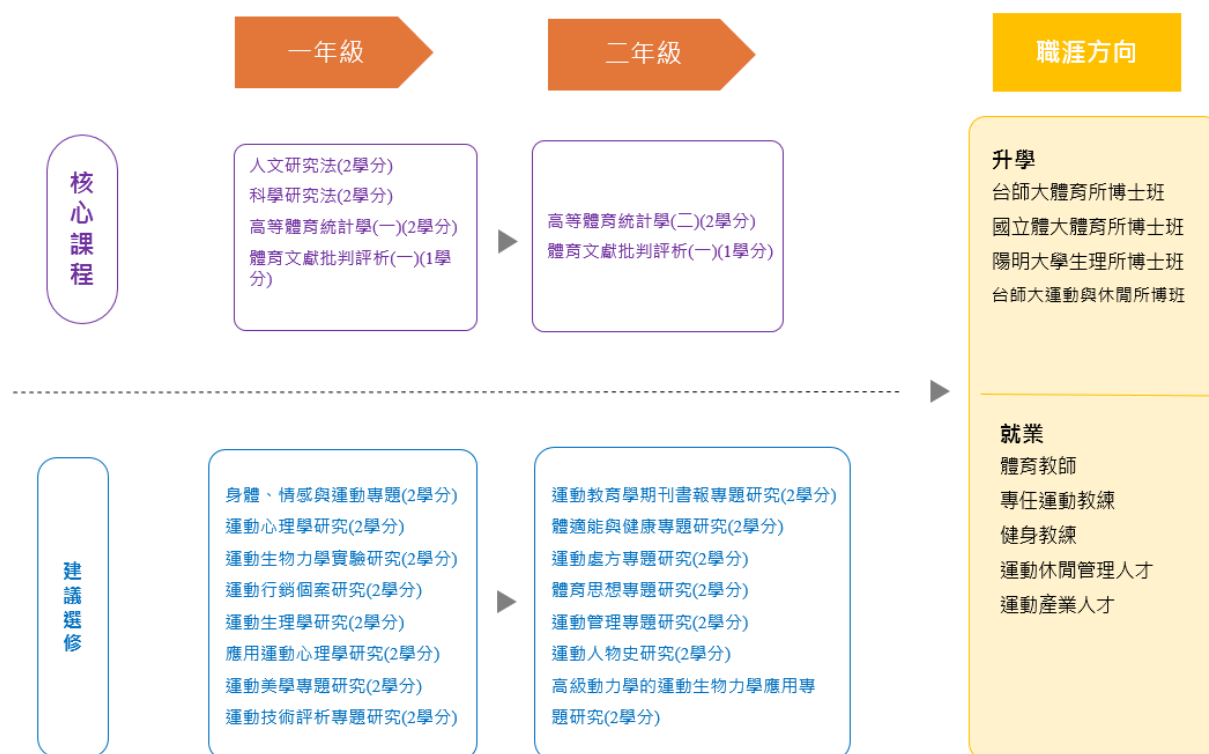 一年級
二年級
職涯方向
核心課程
人文研究法(2學分)
科學研究法(2學分)
高等體育統計學(一)(2學分)
體育文獻批判評析(一)(1學
分)
高等體育統計學(二)(2學分)
體育文獻批判評析(一)(1學分)
升學
台師大體育所博士班
國立體大體育所博士班
陽明大學生理所博士班
台師大運動與休閒所博班
建議選修
身體、情感與運動專題(2學分)
運動心理學研究(2學分)
運動生物力學實驗研究(2學分)
運動行銷個案研究(2學分)
運動生理學研究(2學分)
應用運動心理學研究(2學分)
運動美學專題研究(2學分)
運動技術評析專題研究(2學分)
運動教育學期刊書報專題研究(2學分)
體適能與健康專題研究(2學分)
運動處方專題研究(2學分)
體育思想專題研究(2學分)
運動管理專題研究(2學分)
運動人物史研究(2學分)
高級動力學的運動生物力學應用專
題研究(2學分)
就業
體育教師
專任運動教練
健身教練
運動休閒管理人才
運動產業人才